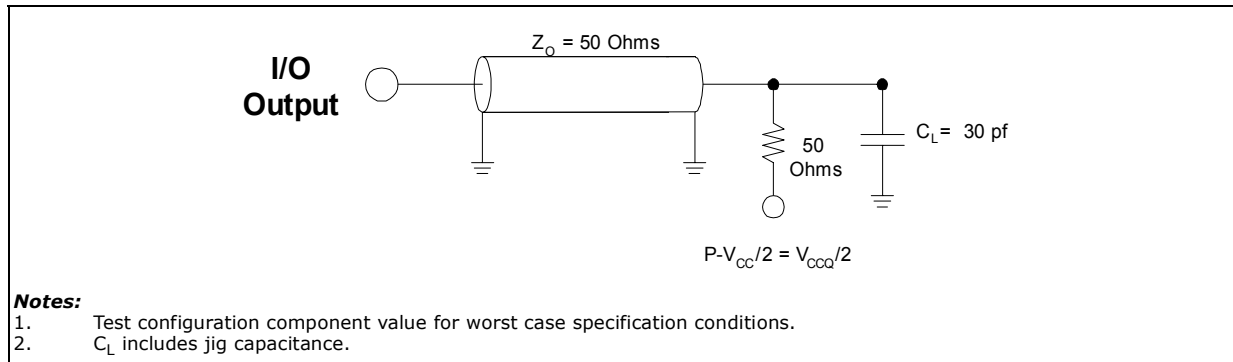 Z_O = 50 Ohms
I/O
Output
C_L = 30 pf
50
Ohms
P-V_CC/2 = V_CCQ/2
Notes:
1. Test configuration component value for worst case specification conditions.
2. C_L includes jig capacitance.